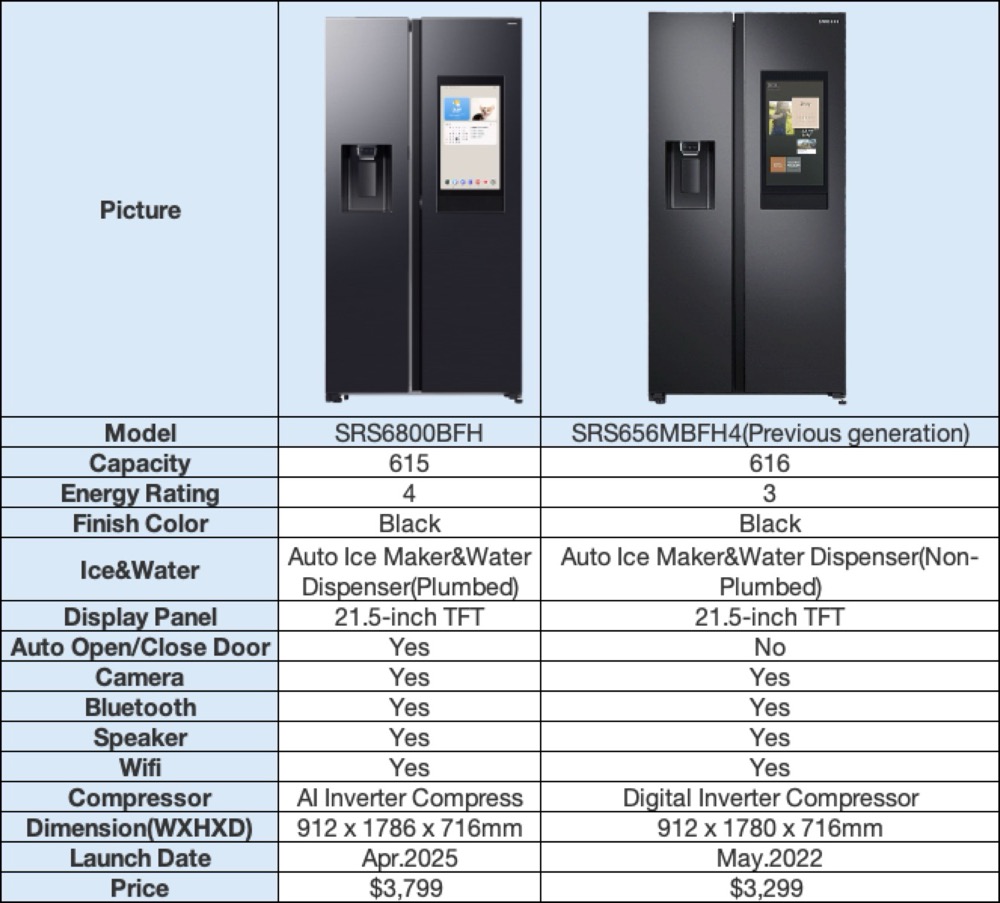 SAMSUNG
Picture
Model SRS6800BFH SRS656MBFH4(Previous generation)
Capacity 615 616
Energy Rating 4 3
Finish Color Black Black
Ice&Water Auto Ice Maker&Water Auto Ice Maker&Water Dispenser(Non-
Dispenser(Plumbed) Plumbed)
Display Panel 21.5-inch TFT 21.5-inch TFT
Auto Open/Close Door Yes No
Camera Yes Yes
Bluetooth Yes Yes
Speaker Yes Yes
Wifi Yes Yes
Compressor AI Inverter Compress Digital Inverter Compressor
Dimension(WXHXD) 912 x 1786 x 716mm 912 x 1780 x 716mm
Launch Date Apr.2025 May.2022
Price $3,799 $3,299